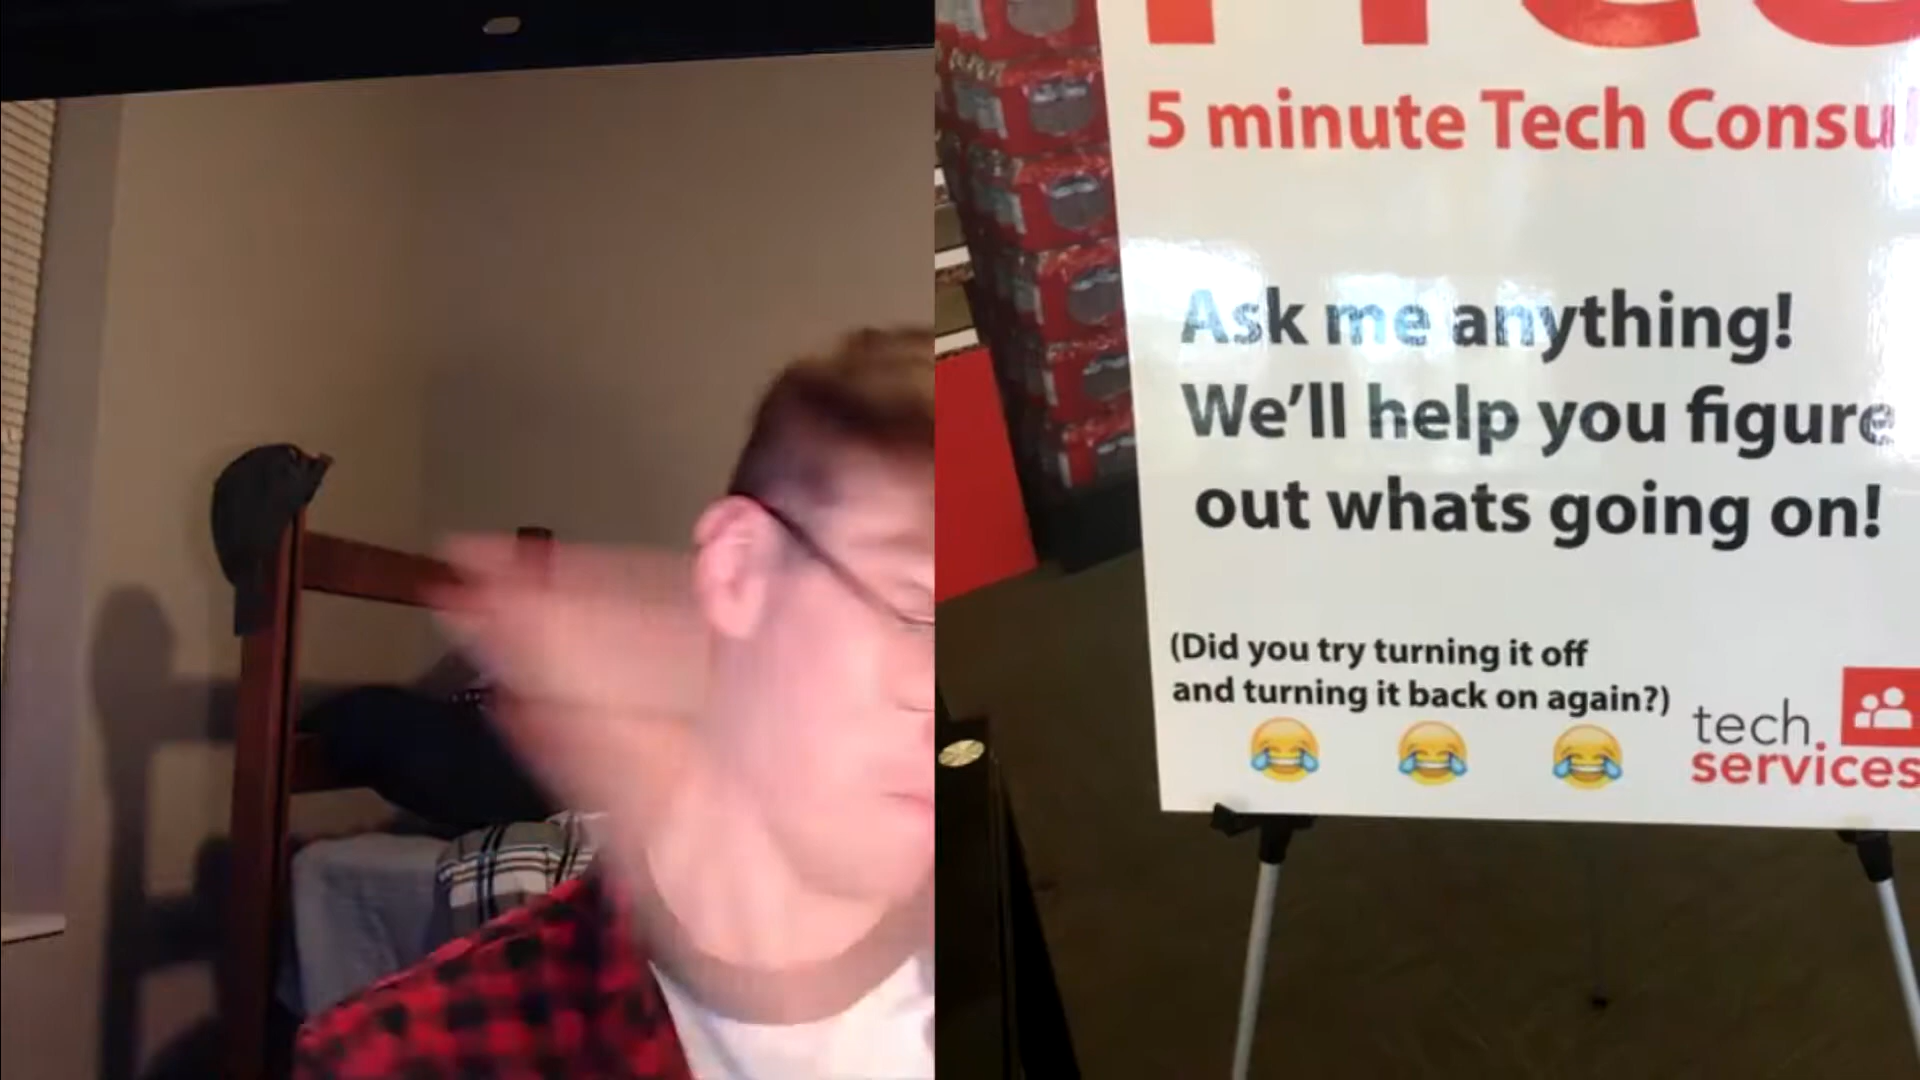 5 minute Tech Consul
Ask me anything!
We'll help you figure
out whats going on!
(Did you try turning it off
and turning it back on again?)
tech
services